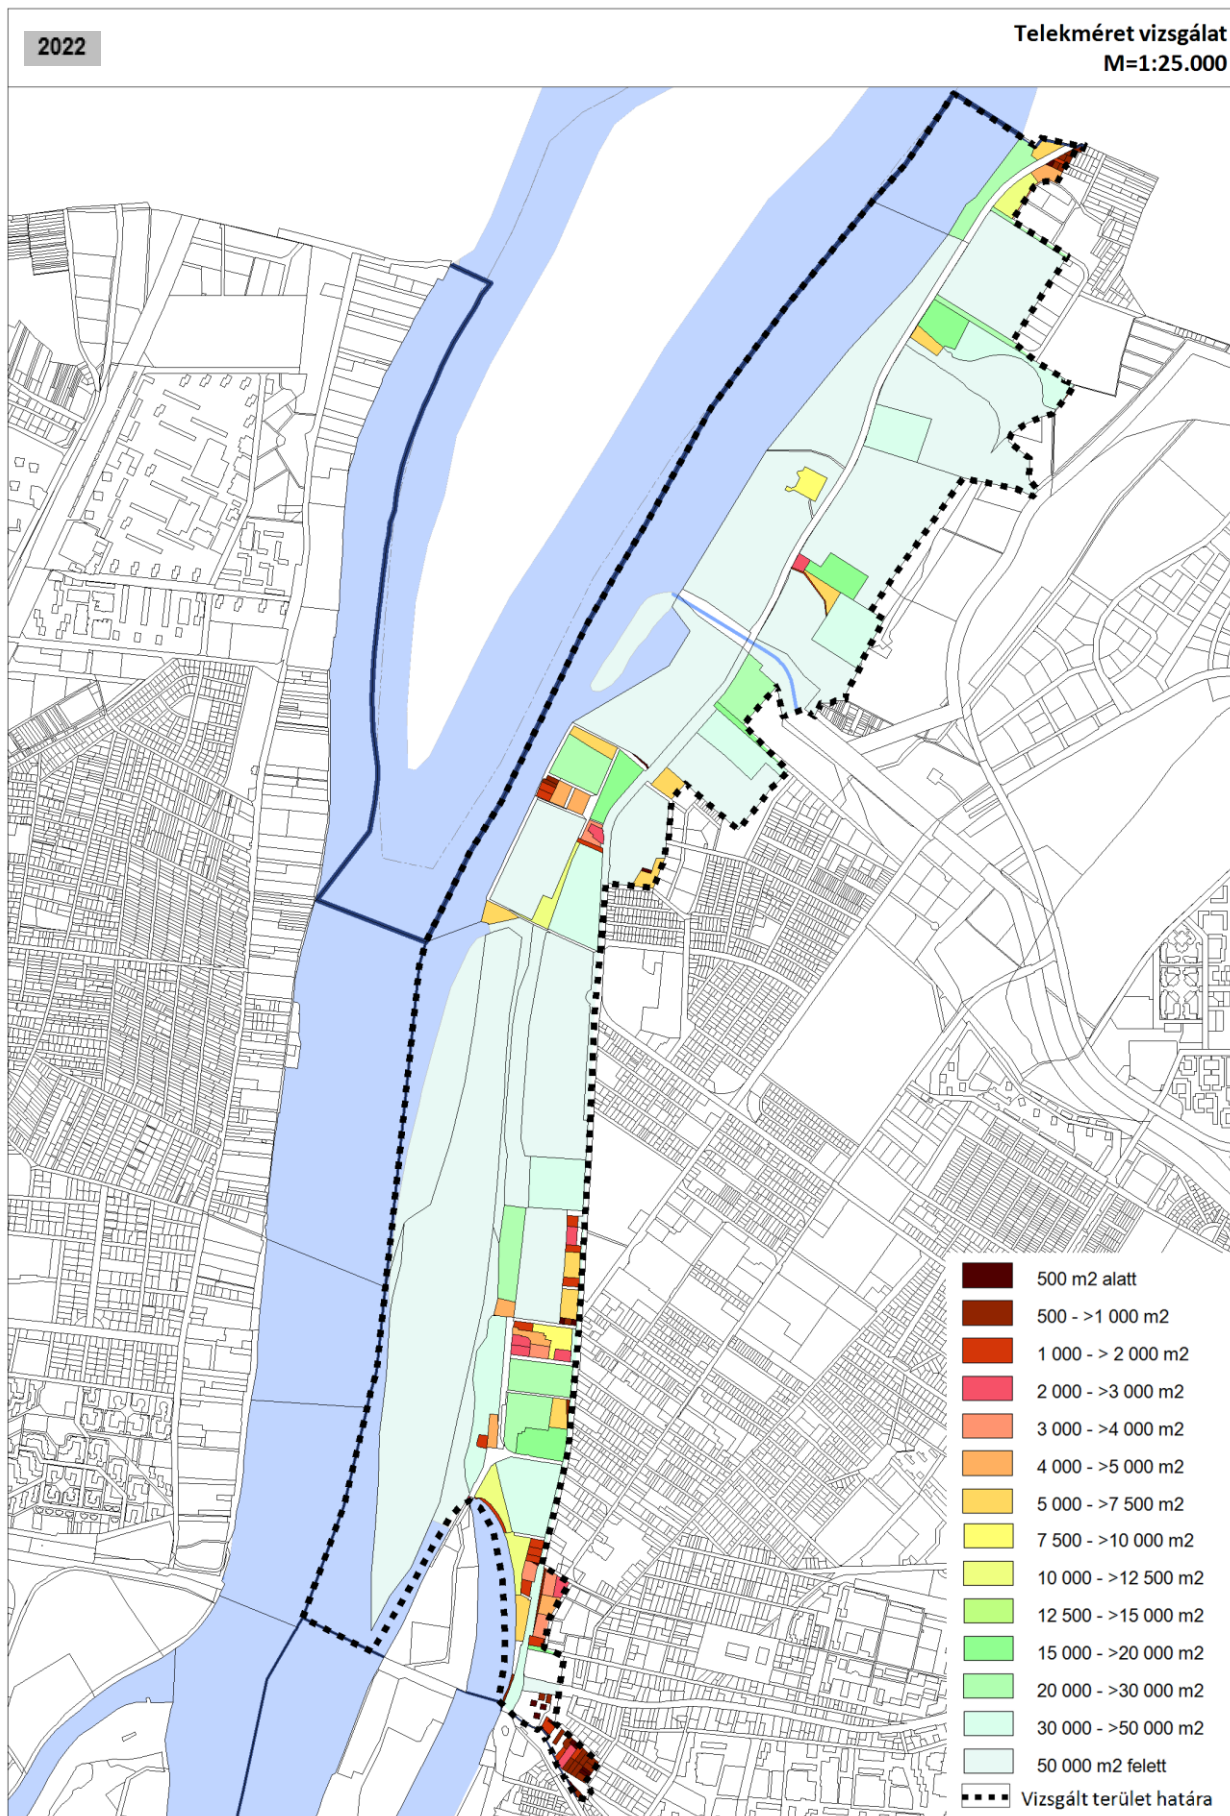 2022
Telekméret vizsgálat
M=1:25.000
500 m2 alatt
500 - >1 000 m2
1 000 - > 2 000 m2
2 000 - >3 000 m2
3 000 - >4 000 m2
4 000 - >5 000 m2
5 000 - >7 500 m2
7 500 - >10 000 m2
10 000 - >12 500 m2
12 500 - >15 000 m2
15 000 - >20 000 m2
20 000 - >30 000 m2
30 000 - >50 000 m2
50 000 m2 felett
Vizsgált terület határa